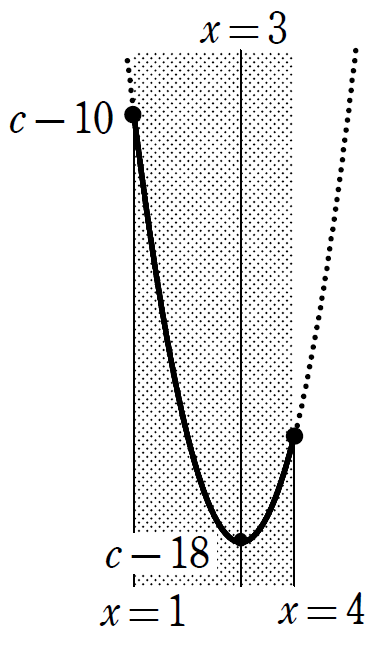 x = 3
c − 10
c − 18
x = 1
x = 4